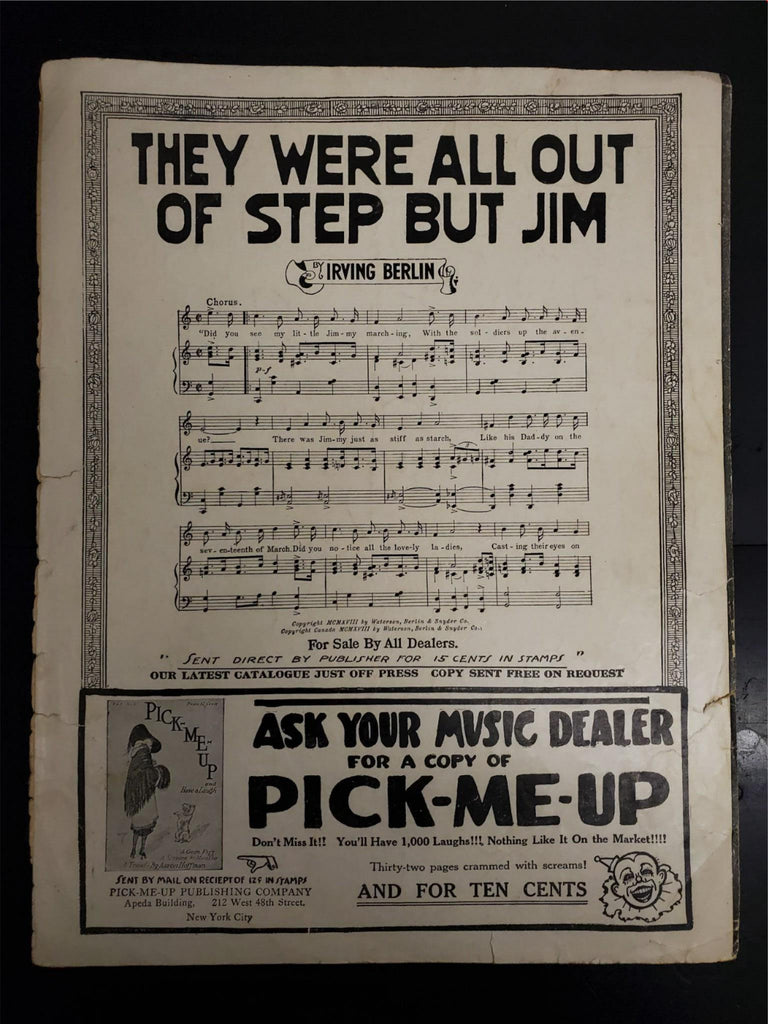 THEY WERE ALL OUT
OF STEP BUT JIM
BY IRVING BERLIN
Chorus.
"Did you see my lit-tle Jim-my march-ing, With the sol-diers up the av-en-
p-f
ue? There was Jim-my just as stiff as starch, Like his Dad-dy on the
sev-en-teenth of March. Did you no-tice all the love-ly la-dies, Cast-ing their eyes on
Copyright MCMXVIII by Waterson, Berlin & Snyder Co.
Copyright Canada MCMXVIII by Waterson, Berlin & Snyder Co.
For Sale By All Dealers.
" SENT DIRECT BY PUBLISHER FOR 15 CENTS IN STAMPS "
OUR LATEST CATALOGUE JUST OFF PRESS COPY SENT FREE ON REQUEST
PICK-ME-UP
and
Have a Laugh
A Tonic By Aaron Hoffman
SENT BY MAIL ON RECIEPT OF 12¢ IN STAMPS
PICK-ME-UP PUBLISHING COMPANY
Apeda Building, 212 West 48th Street,
New York City
ASK YOUR MUSIC DEALER
FOR A COPY OF
PICK-ME-UP
Don't Miss It!! You'll Have 1,000 Laughs!!!, Nothing Like It On the Market!!!!
Thirty-two pages crammed with screams!
AND FOR TEN CENTS